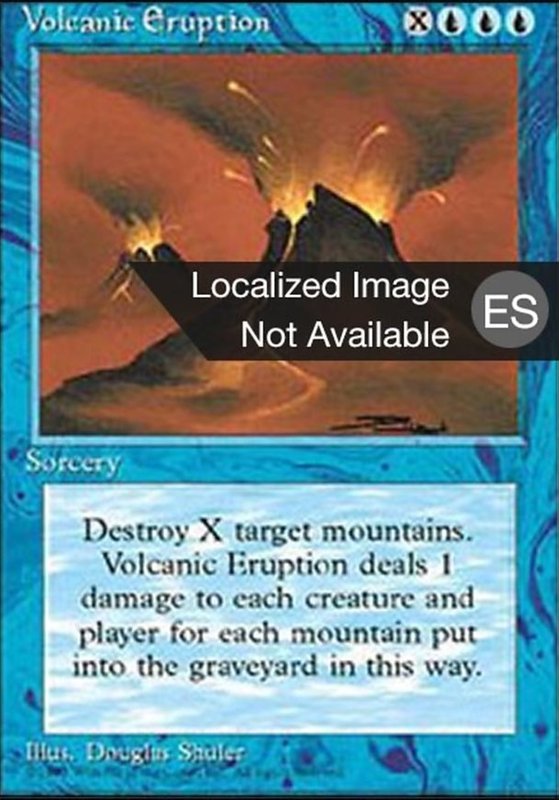 Volcanic Eruption
X
Localized Image
Not Available
ES
Sorcery
Destroy X target mountains.
Volcanic Eruption deals 1
damage to each creature and
player for each mountain put
into the graveyard in this way.
Illus. Douglas Shuler